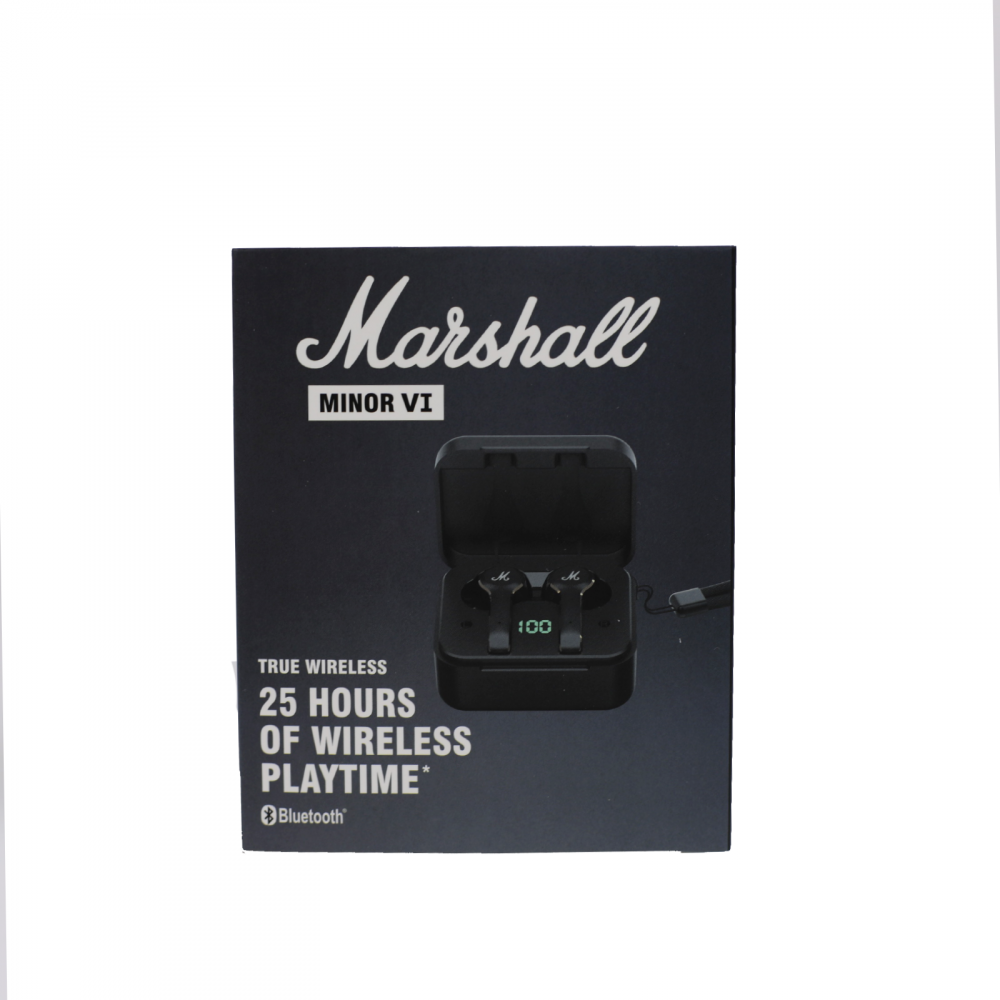 Marshall
MINOR VI
M M
100
TRUE WIRELESS
25 HOURS
OF WIRELESS
PLAYTIME*
Bluetooth®